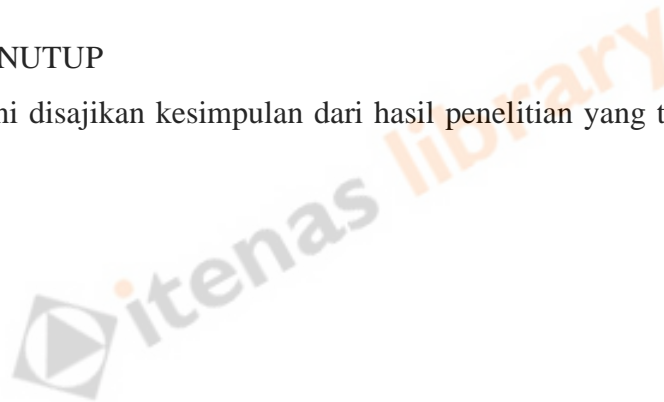 NUTUP
ni disajikan kesimpulan dari hasil penelitian yang t
itenas library